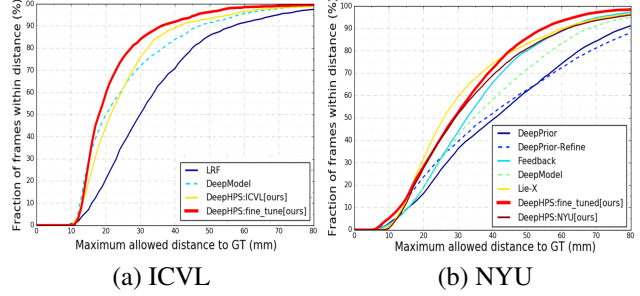 Fraction of frames within distance (%)
00
90
80
70
60
50
40
30
20
10
0
0 10 20 30 40 50 60 70 80
Maximum allowed distance to GT (mm)
LRF
DeepModel
DeepHPS:ICVL[ours]
DeepHPS:fine_tune[ours]
(a) ICVL
Fraction of frames within distance (%)
100
90
80
70
60
50
40
30
20
10
0
0 10 20 30 40 50 60 70 80
Maximum allowed distance to GT (mm)
DeepPrior
DeepPrior-Refine
Feedback
DeepModel
Lie-X
DeepHPS:fine_tuned[ours]
DeepHPS:NYU[ours]
(b) NYU